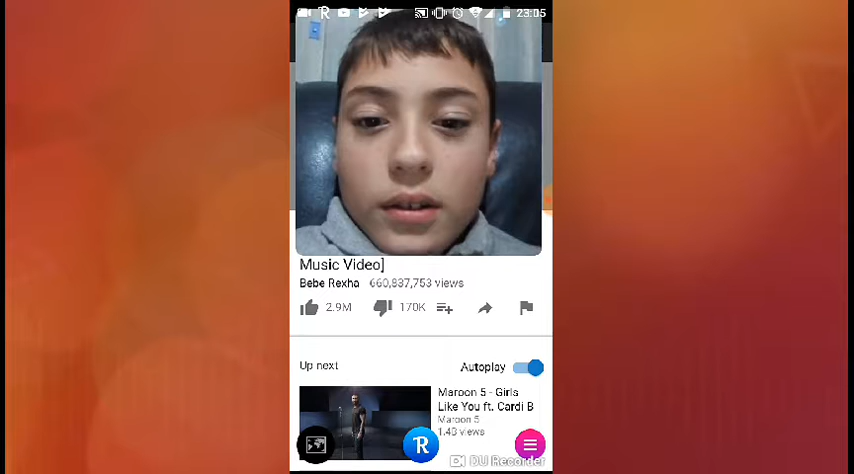 23:05
Music Video]
Bebe Rexha 660,837,753 views
2.9M 170K
Up next
Autoplay
Maroon 5 - Girls
Like You ft. Cardi B
Maroon 5
1.4B views
R
DU Recorder